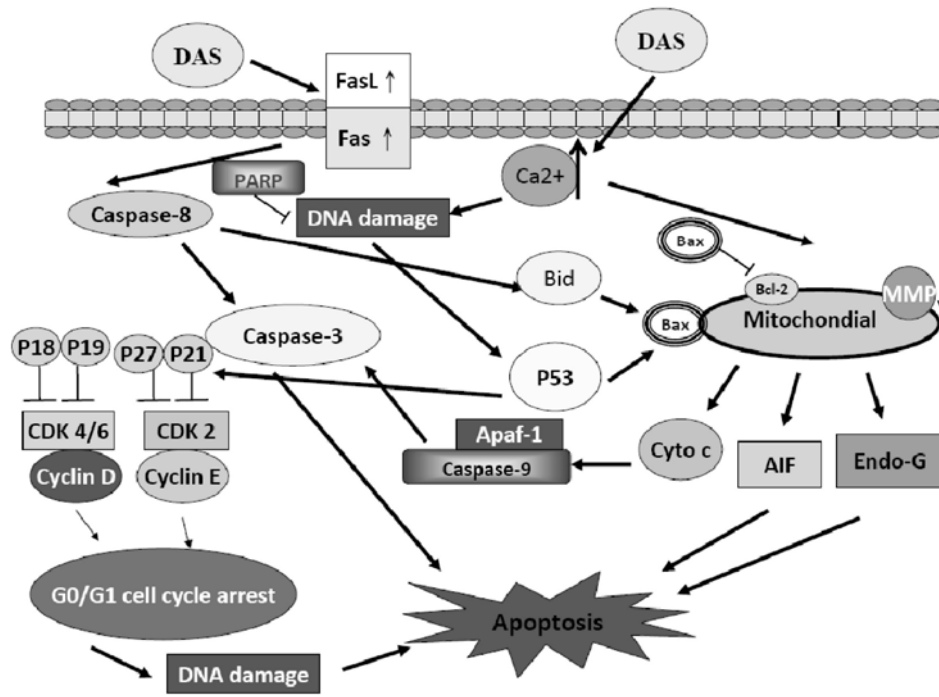 DAS
DAS
FasL ↑
Fas ↑
PARP
Ca2+
Caspase-8
DNA damage
Bax
Bid
Bcl-2
MMP
Bax
Mitochondial
P18
P19
P27
P21
Caspase-3
P53
CDK 4/6
CDK 2
Apaf-1
Cyto c
AIF
Endo-G
Cyclin D
Cyclin E
Caspase-9
G0/G1 cell cycle arrest
Apoptosis
DNA damage